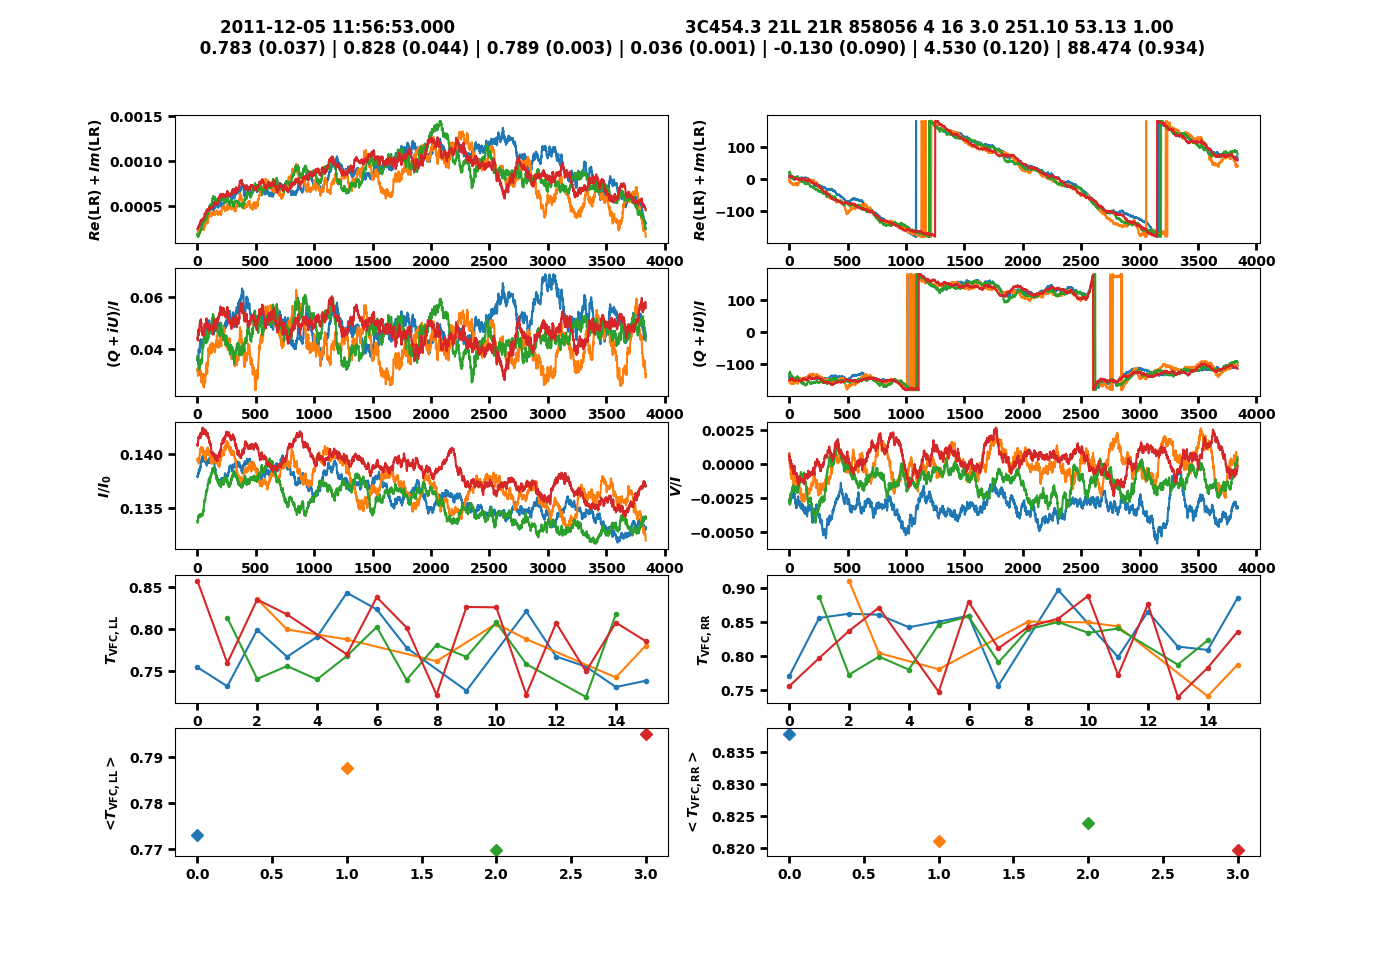 2011-12-05 11:56:53.000 3C454.3 21L 21R 858056 4 16 3.0 251.10 53.13 1.00
0.783 (0.037) | 0.828 (0.044) | 0.789 (0.003) | 0.036 (0.001) | -0.130 (0.090) | 4.530 (0.120) | 88.474 (0.934)
Re(LR) + Im(LR)
0.0015
0.0010
0.0005
0 500 1000 1500 2000 2500 3000 3500 4000
Re(LR) + Im(LR)
100
0
−100
0 500 1000 1500 2000 2500 3000 3500 4000
(Q + iU)/I
0.06
0.04
0 500 1000 1500 2000 2500 3000 3500 4000
(Q + iU)/I
100
0
−100
0 500 1000 1500 2000 2500 3000 3500 4000
I/I0
0.140
0.135
0 500 1000 1500 2000 2500 3000 3500 4000
V/I
0.0025
0.0000
−0.0025
−0.0050
0 500 1000 1500 2000 2500 3000 3500 4000
TVFC, LL
0.85
0.80
0.75
0 2 4 6 8 10 12 14
TVFC, RR
0.90
0.85
0.80
0.75
0 2 4 6 8 10 12 14
<TVFC, LL >
0.79
0.78
0.77
0.0 0.5 1.0 1.5 2.0 2.5 3.0
< TVFC, RR >
0.835
0.830
0.825
0.820
0.0 0.5 1.0 1.5 2.0 2.5 3.0